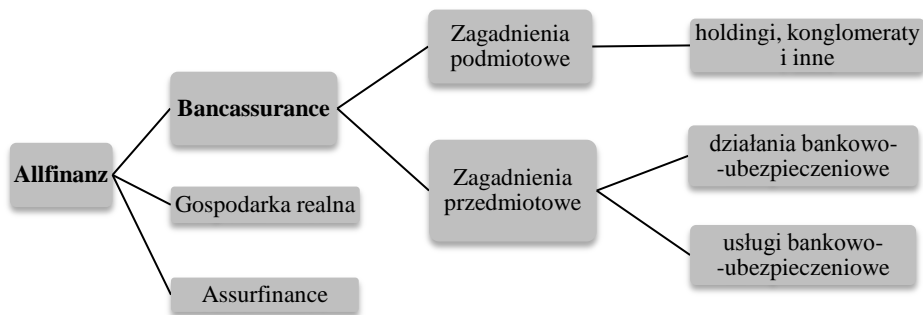 Allfinanz
Bancassurance
Gospodarka realna
Assurfinance
Zagadnienia
podmiotowe
Zagadnienia
przedmiotowe
holdingi, konglomeraty
i inne
działania bankowo-
-ubezpieczeniowe
usługi bankowo-
-ubezpieczeniowe